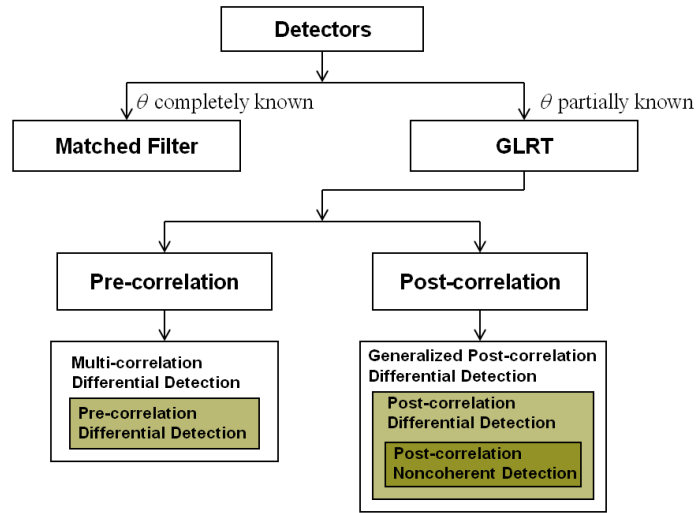 Detectors
θ completely known
θ partially known
Matched Filter
GLRT
Pre-correlation
Post-correlation
Multi-correlation
Differential Detection
Pre-correlation
Differential Detection
Generalized Post-correlation
Differential Detection
Post-correlation
Differential Detection
Post-correlation
Noncoherent Detection